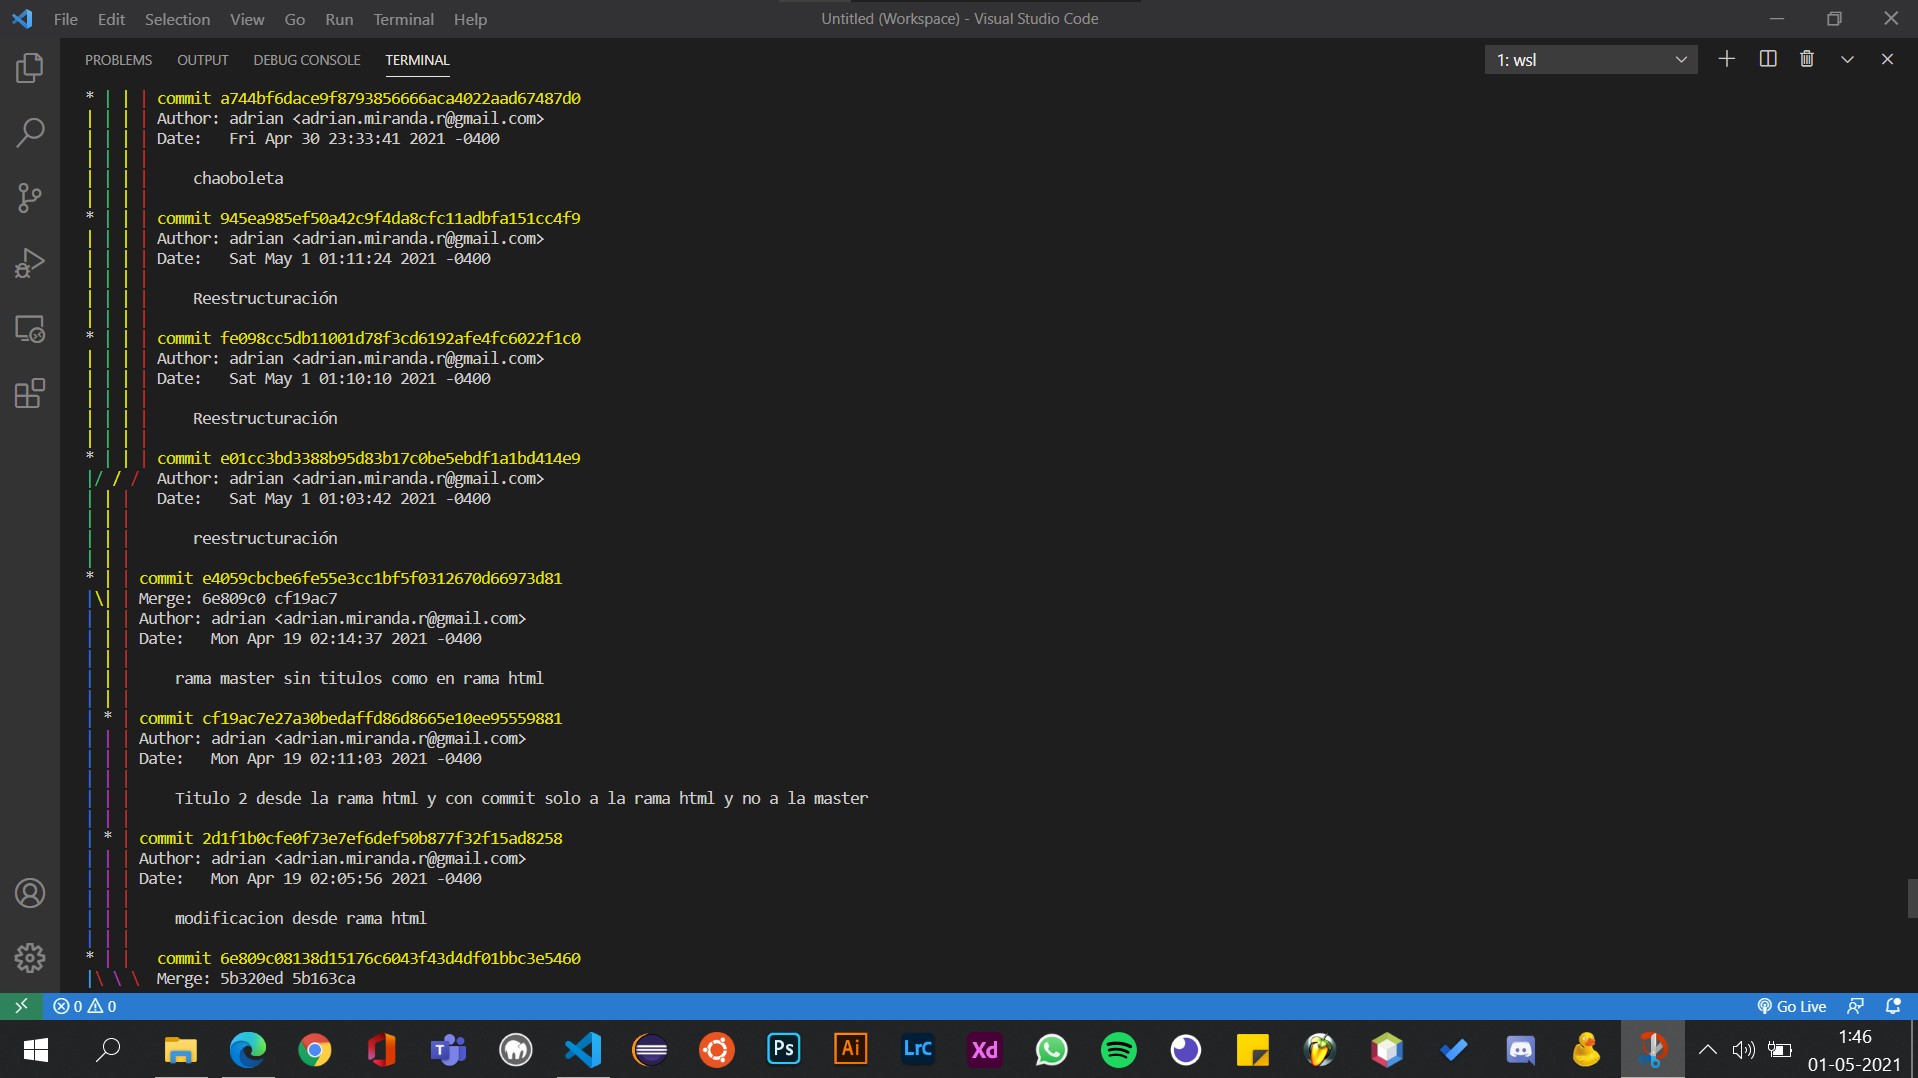 File Edit Selection View Go Run Terminal Help
Untitled (Workspace) - Visual Studio Code
PROBLEMS OUTPUT DEBUG CONSOLE TERMINAL
1: wsl
* | | | commit a744bf6dace9f8793856666aca4022aad67487d0
| | | | Author: adrian <adrian.miranda.r@gmail.com>
| | | | Date: Fri Apr 30 23:33:41 2021 -0400
| | | |
| | | | chaoboleta
| | | |
* | | | commit 945ea985ef50a42c9f4da8cfc11adbfa151cc4f9
| | | | Author: adrian <adrian.miranda.r@gmail.com>
| | | | Date: Sat May 1 01:11:24 2021 -0400
| | | |
| | | | Reestructuración
| | | |
* | | | commit fe098cc5db11001d78f3cd6192afe4fc6022f1c0
| | | | Author: adrian <adrian.miranda.r@gmail.com>
| | | | Date: Sat May 1 01:10:10 2021 -0400
| | | |
| | | | Reestructuración
| | | |
* | | | commit e01cc3bd3388b95d83b17c0be5ebdf1a1bd414e9
|/ / / Author: adrian <adrian.miranda.r@gmail.com>
| | | Date: Sat May 1 01:03:42 2021 -0400
| | |
| | | reestructuración
| | |
* | | commit e4059cbcbe6fe55e3cc1bf5f0312670d66973d81
|\| | Merge: 6e809c0 cf19ac7
| | | Author: adrian <adrian.miranda.r@gmail.com>
| | | Date: Mon Apr 19 02:14:37 2021 -0400
| | |
| | | rama master sin titulos como en rama html
| | |
| * | commit cf19ac7e27a30bedaffd86d8665e10ee95559881
| | | Author: adrian <adrian.miranda.r@gmail.com>
| | | Date: Mon Apr 19 02:11:03 2021 -0400
| | |
| | | Titulo 2 desde la rama html y con commit solo a la rama html y no a la master
| | |
| * | commit 2d1f1b0cfe0f73e7ef6def50b877f32f15ad8258
| | | Author: adrian <adrian.miranda.r@gmail.com>
| | | Date: Mon Apr 19 02:05:56 2021 -0400
| | |
| | | modificacion desde rama html
| | |
* | | commit 6e809c08138d15176c6043f43d4df01bbc3e5460
|\ \ \ Merge: 5b320ed 5b163ca
0 0 Go Live
Ps Ai LrC Xd
1:46
01-05-2021